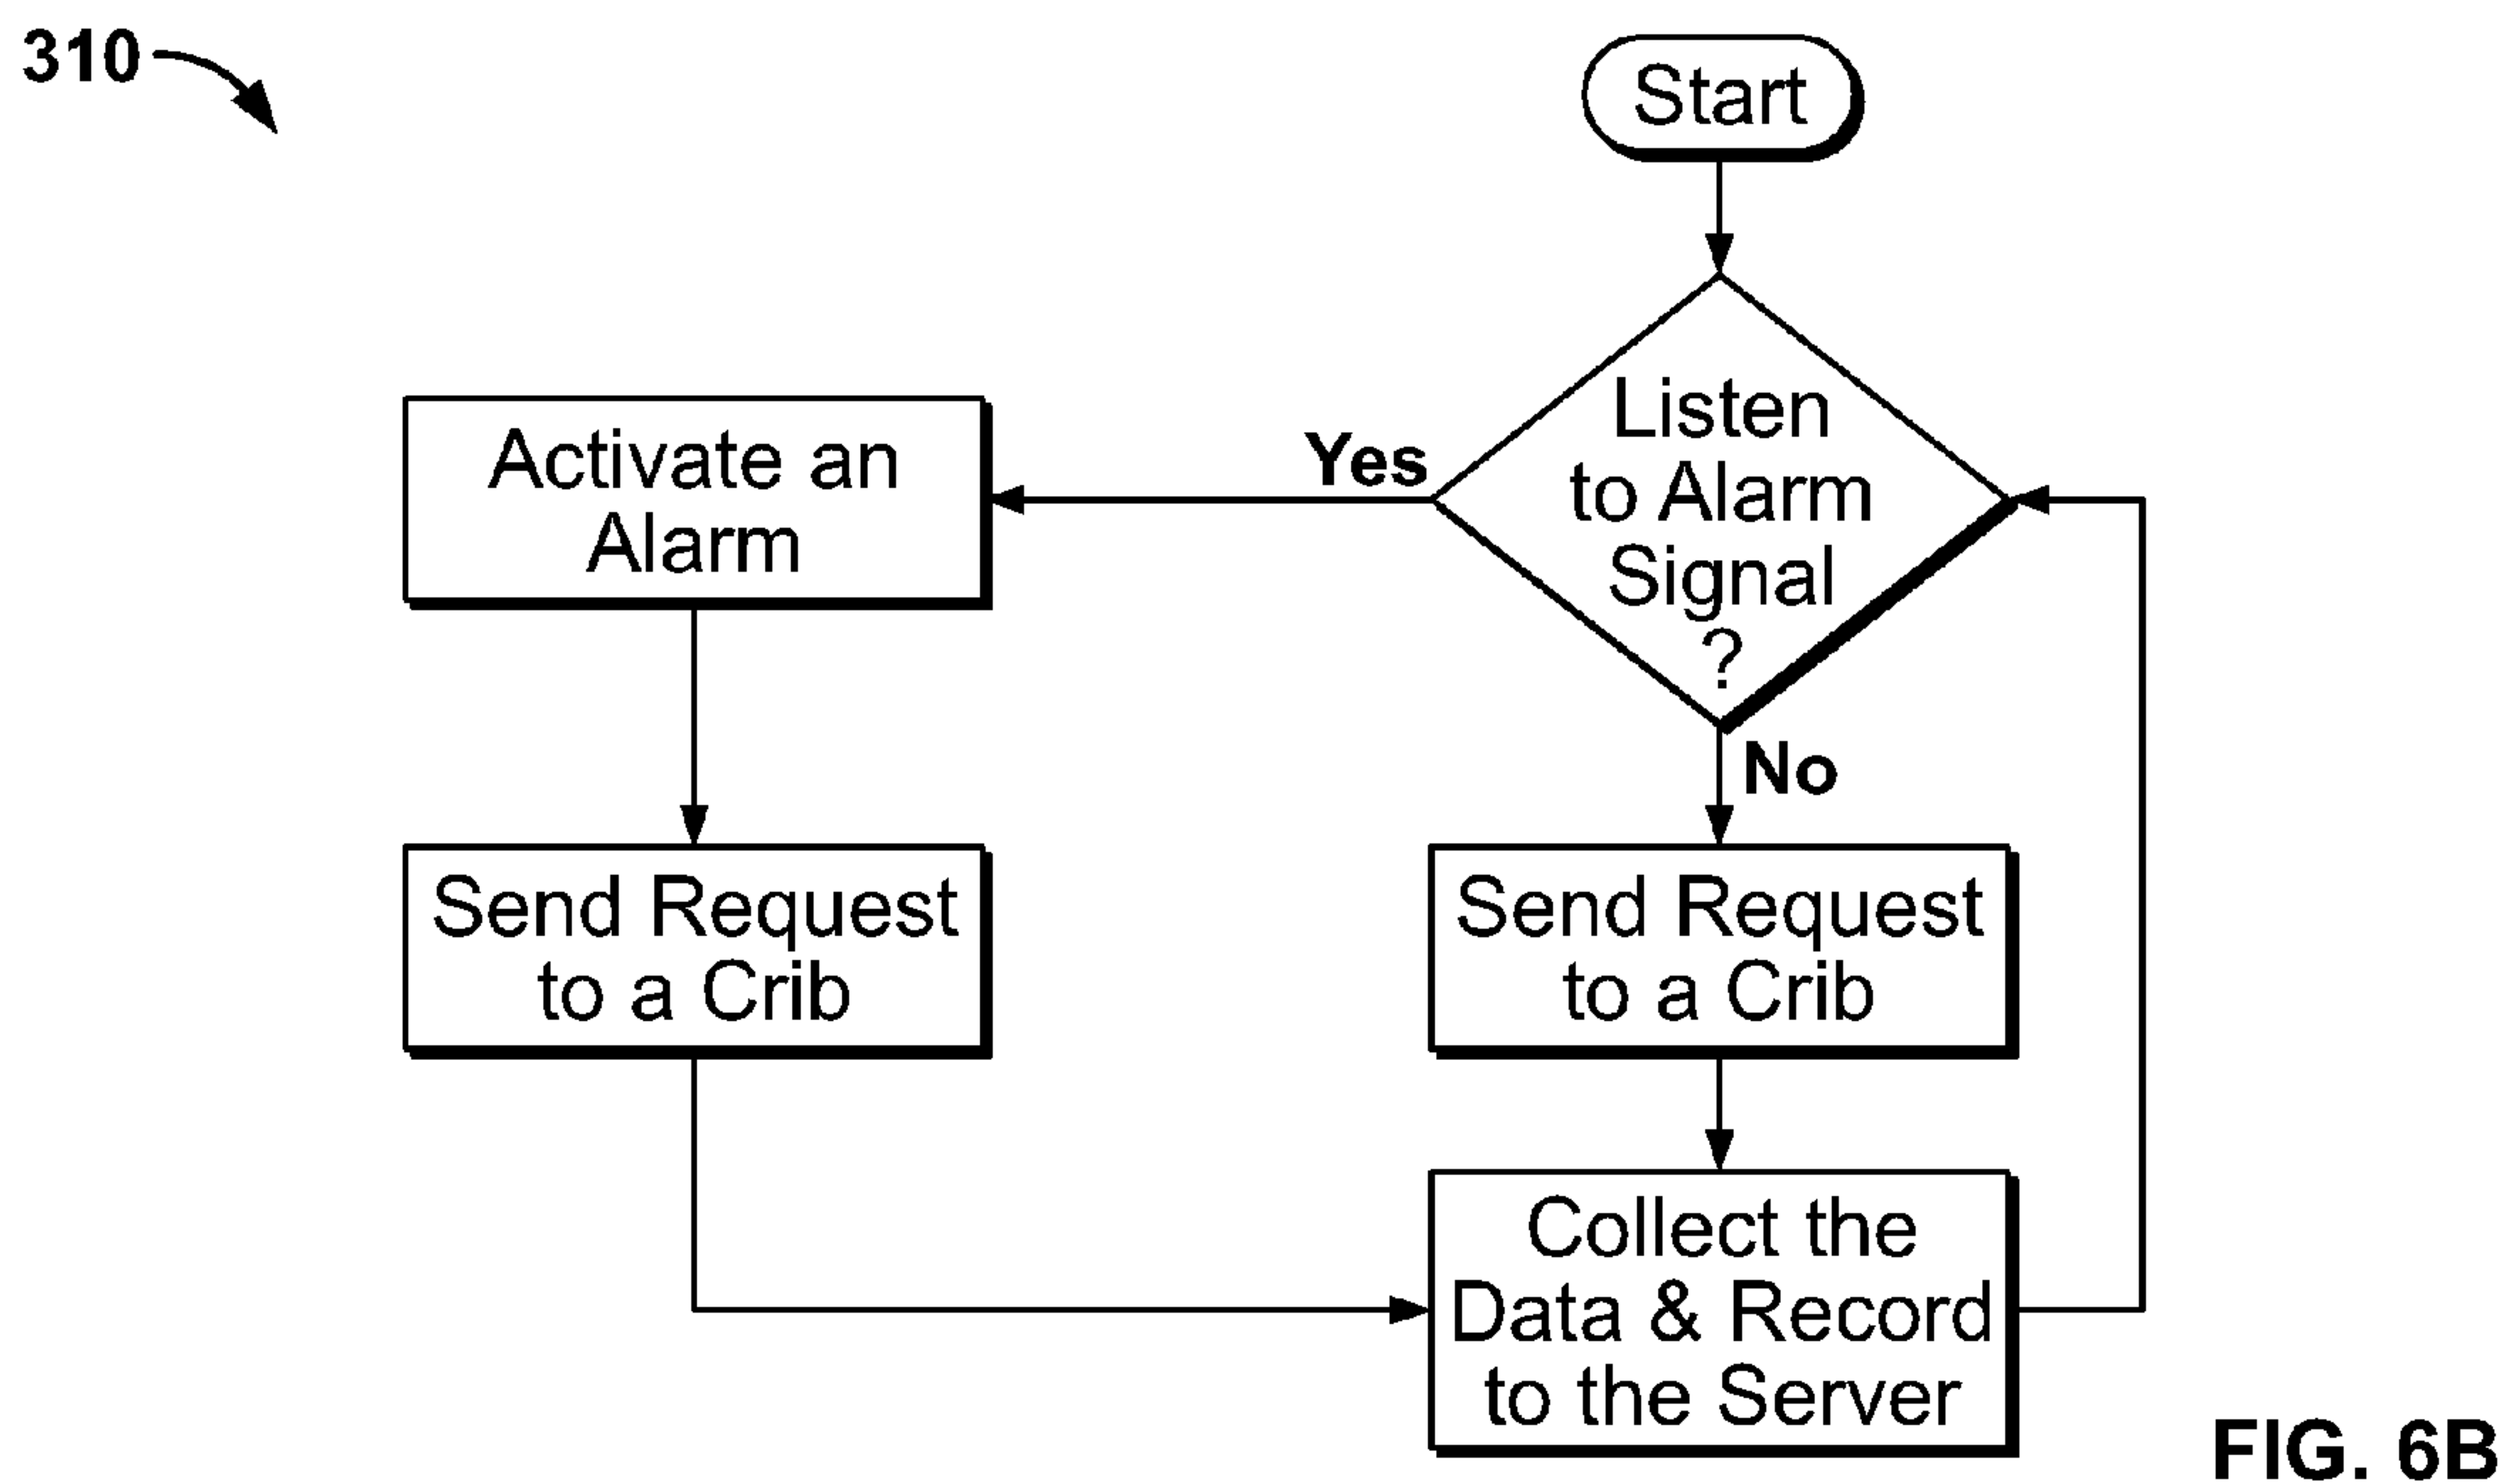 310
Start
Listen
to Alarm
Signal
?
Yes
No
Activate an
Alarm
Send Request
to a Crib
Send Request
to a Crib
Collect the
Data & Record
to the Server
FIG. 6B